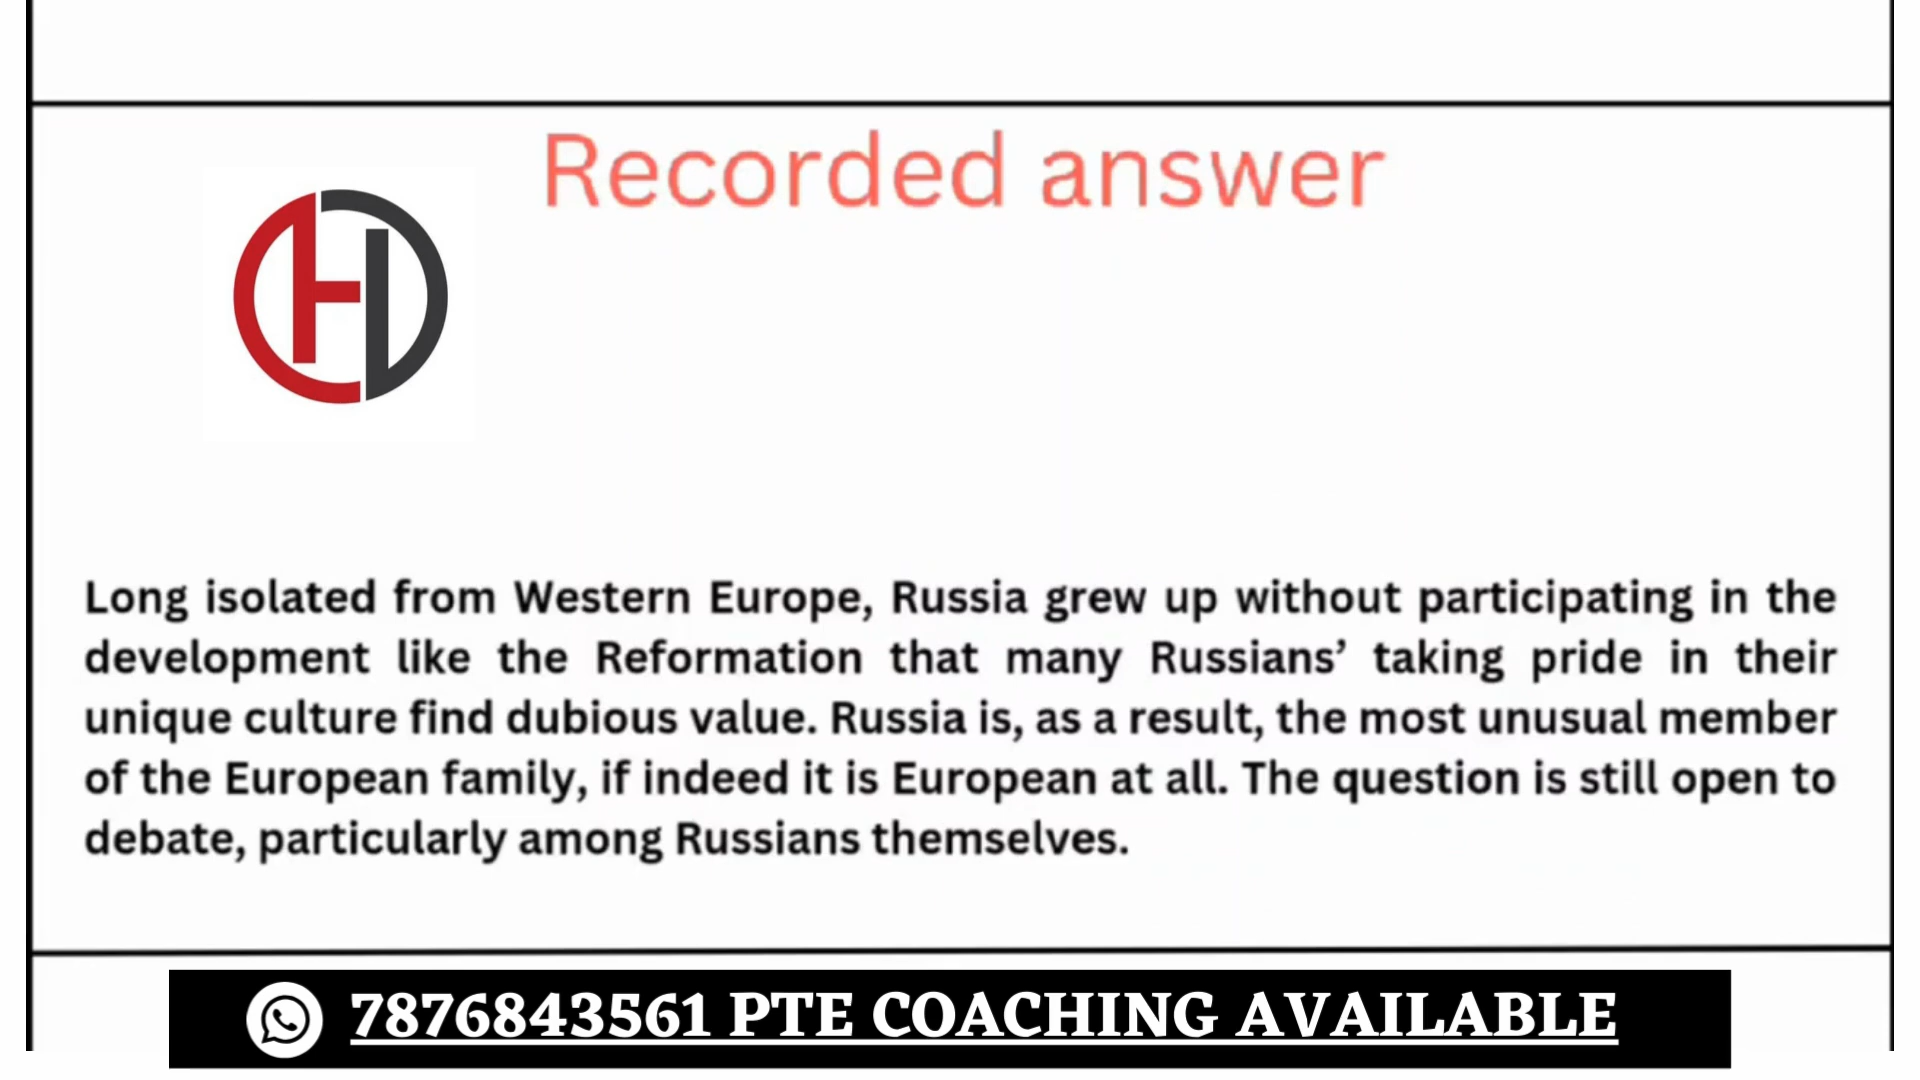 Recorded answer
Long isolated from Western Europe, Russia grew up without participating in the
development like the Reformation that many Russians’ taking pride in their
unique culture find dubious value. Russia is, as a result, the most unusual member
of the European family, if indeed it is European at all. The question is still open to
debate, particularly among Russians themselves.
7876843561 PTE COACHING AVAILABLE